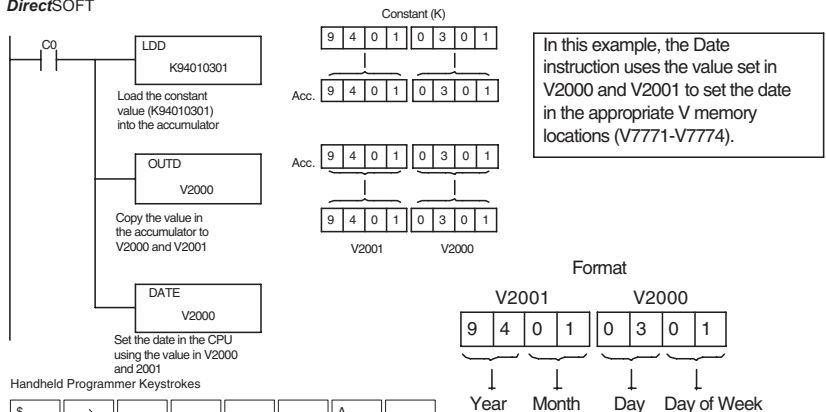 DirectSOFT
C0
LDD
K94010301
Load the constant
value (K94010301)
into the accumulator
OUTD
V2000
Copy the value in
the accumulator to
V2000 and V2001
DATE
V2000
Set the date in the CPU
using the value in V2000
and 2001
Constant (K)
9 4 0 1 0 3 0 1
Acc. 9 4 0 1 0 3 0 1
Acc. 9 4 0 1 0 3 0 1
9 4 0 1 0 3 0 1
V2001 V2000
In this example, the Date
instruction uses the value set in
V2000 and V2001 to set the date
in the appropriate V memory
locations (V7771-V7774).
Format
V2001 V2000
9 4 0 1 0 3 0 1
Year Month Day Day of Week
Handheld Programmer Keystrokes
$ A